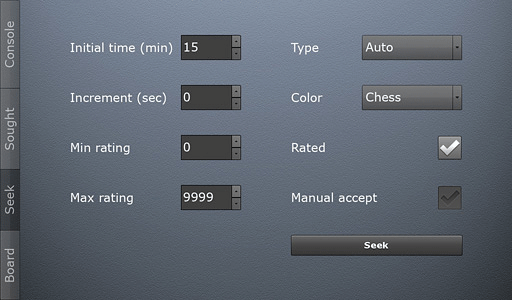 Console
Sought
Seek
Board
Initial time (min) 15
Type Auto
Increment (sec) 0
Color Chess
Min rating 0
Rated
Max rating 9999
Manual accept
Seek